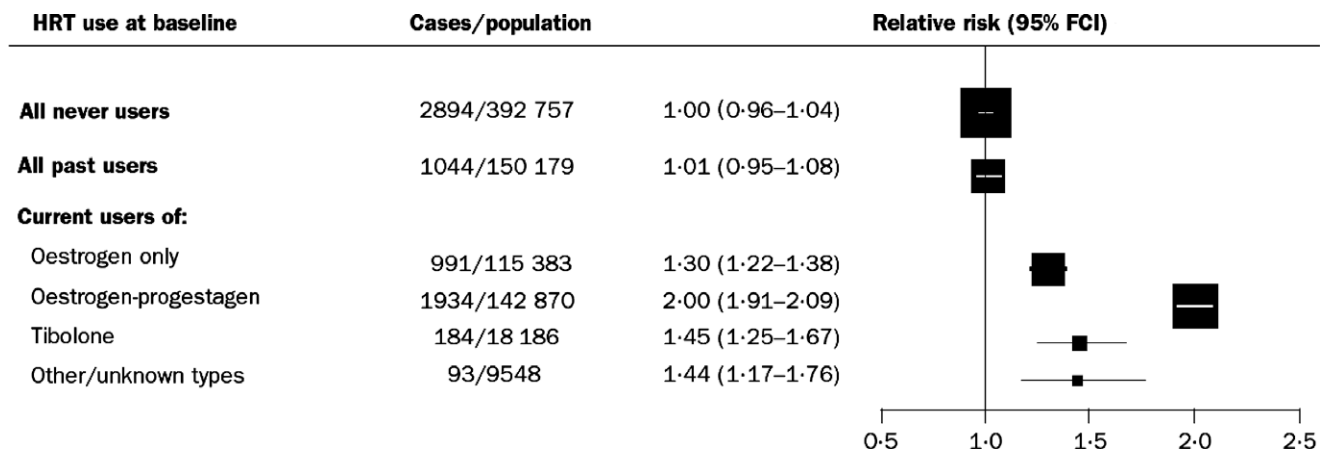 HRT use at baseline Cases/population Relative risk (95% FCI)
All never users 2894/392 757 1·00 (0·96–1·04)
All past users 1044/150 179 1·01 (0·95–1·08)
Current users of:
Oestrogen only 991/115 383 1·30 (1·22–1·38)
Oestrogen-progestagen 1934/142 870 2·00 (1·91–2·09)
Tibolone 184/18 186 1·45 (1·25–1·67)
Other/unknown types 93/9548 1·44 (1·17–1·76)
0·5 1·0 1·5 2·0 2·5